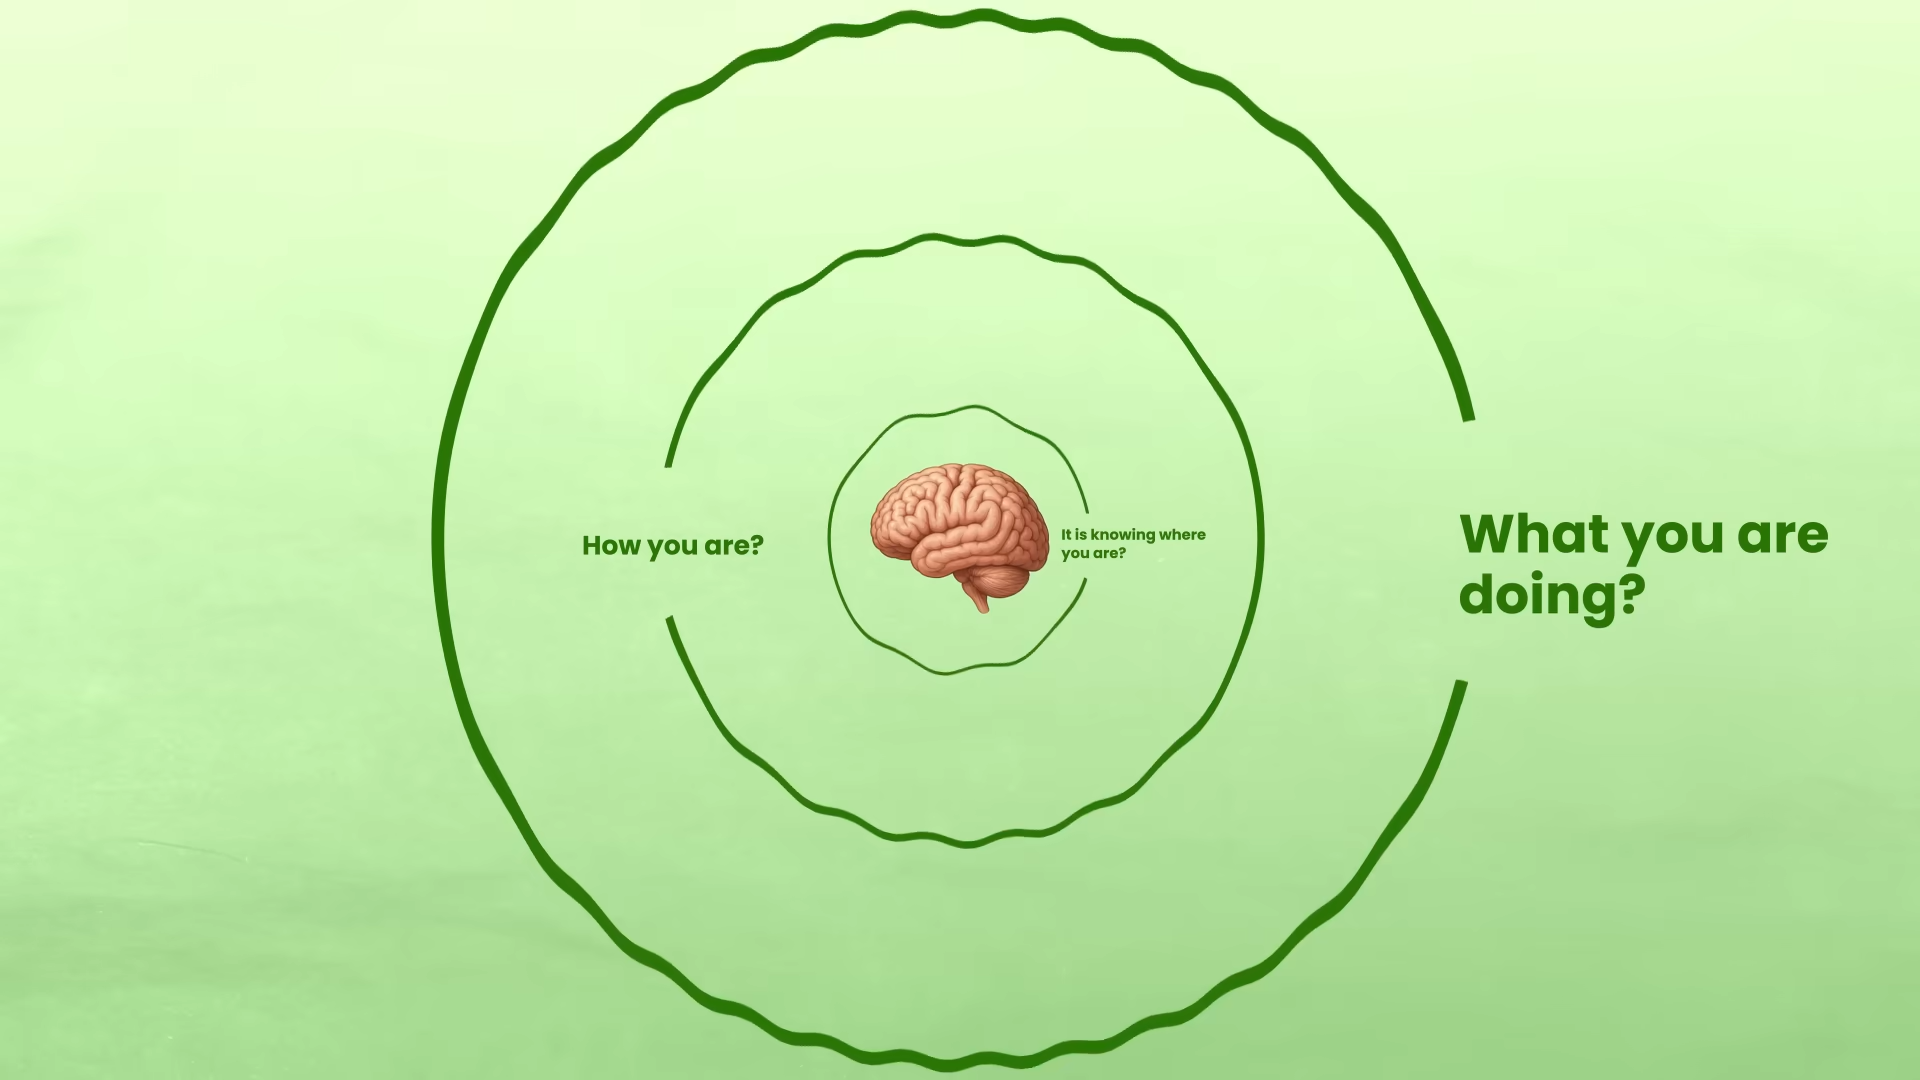 How you are?
It is knowing where
you are?
What you are
doing?